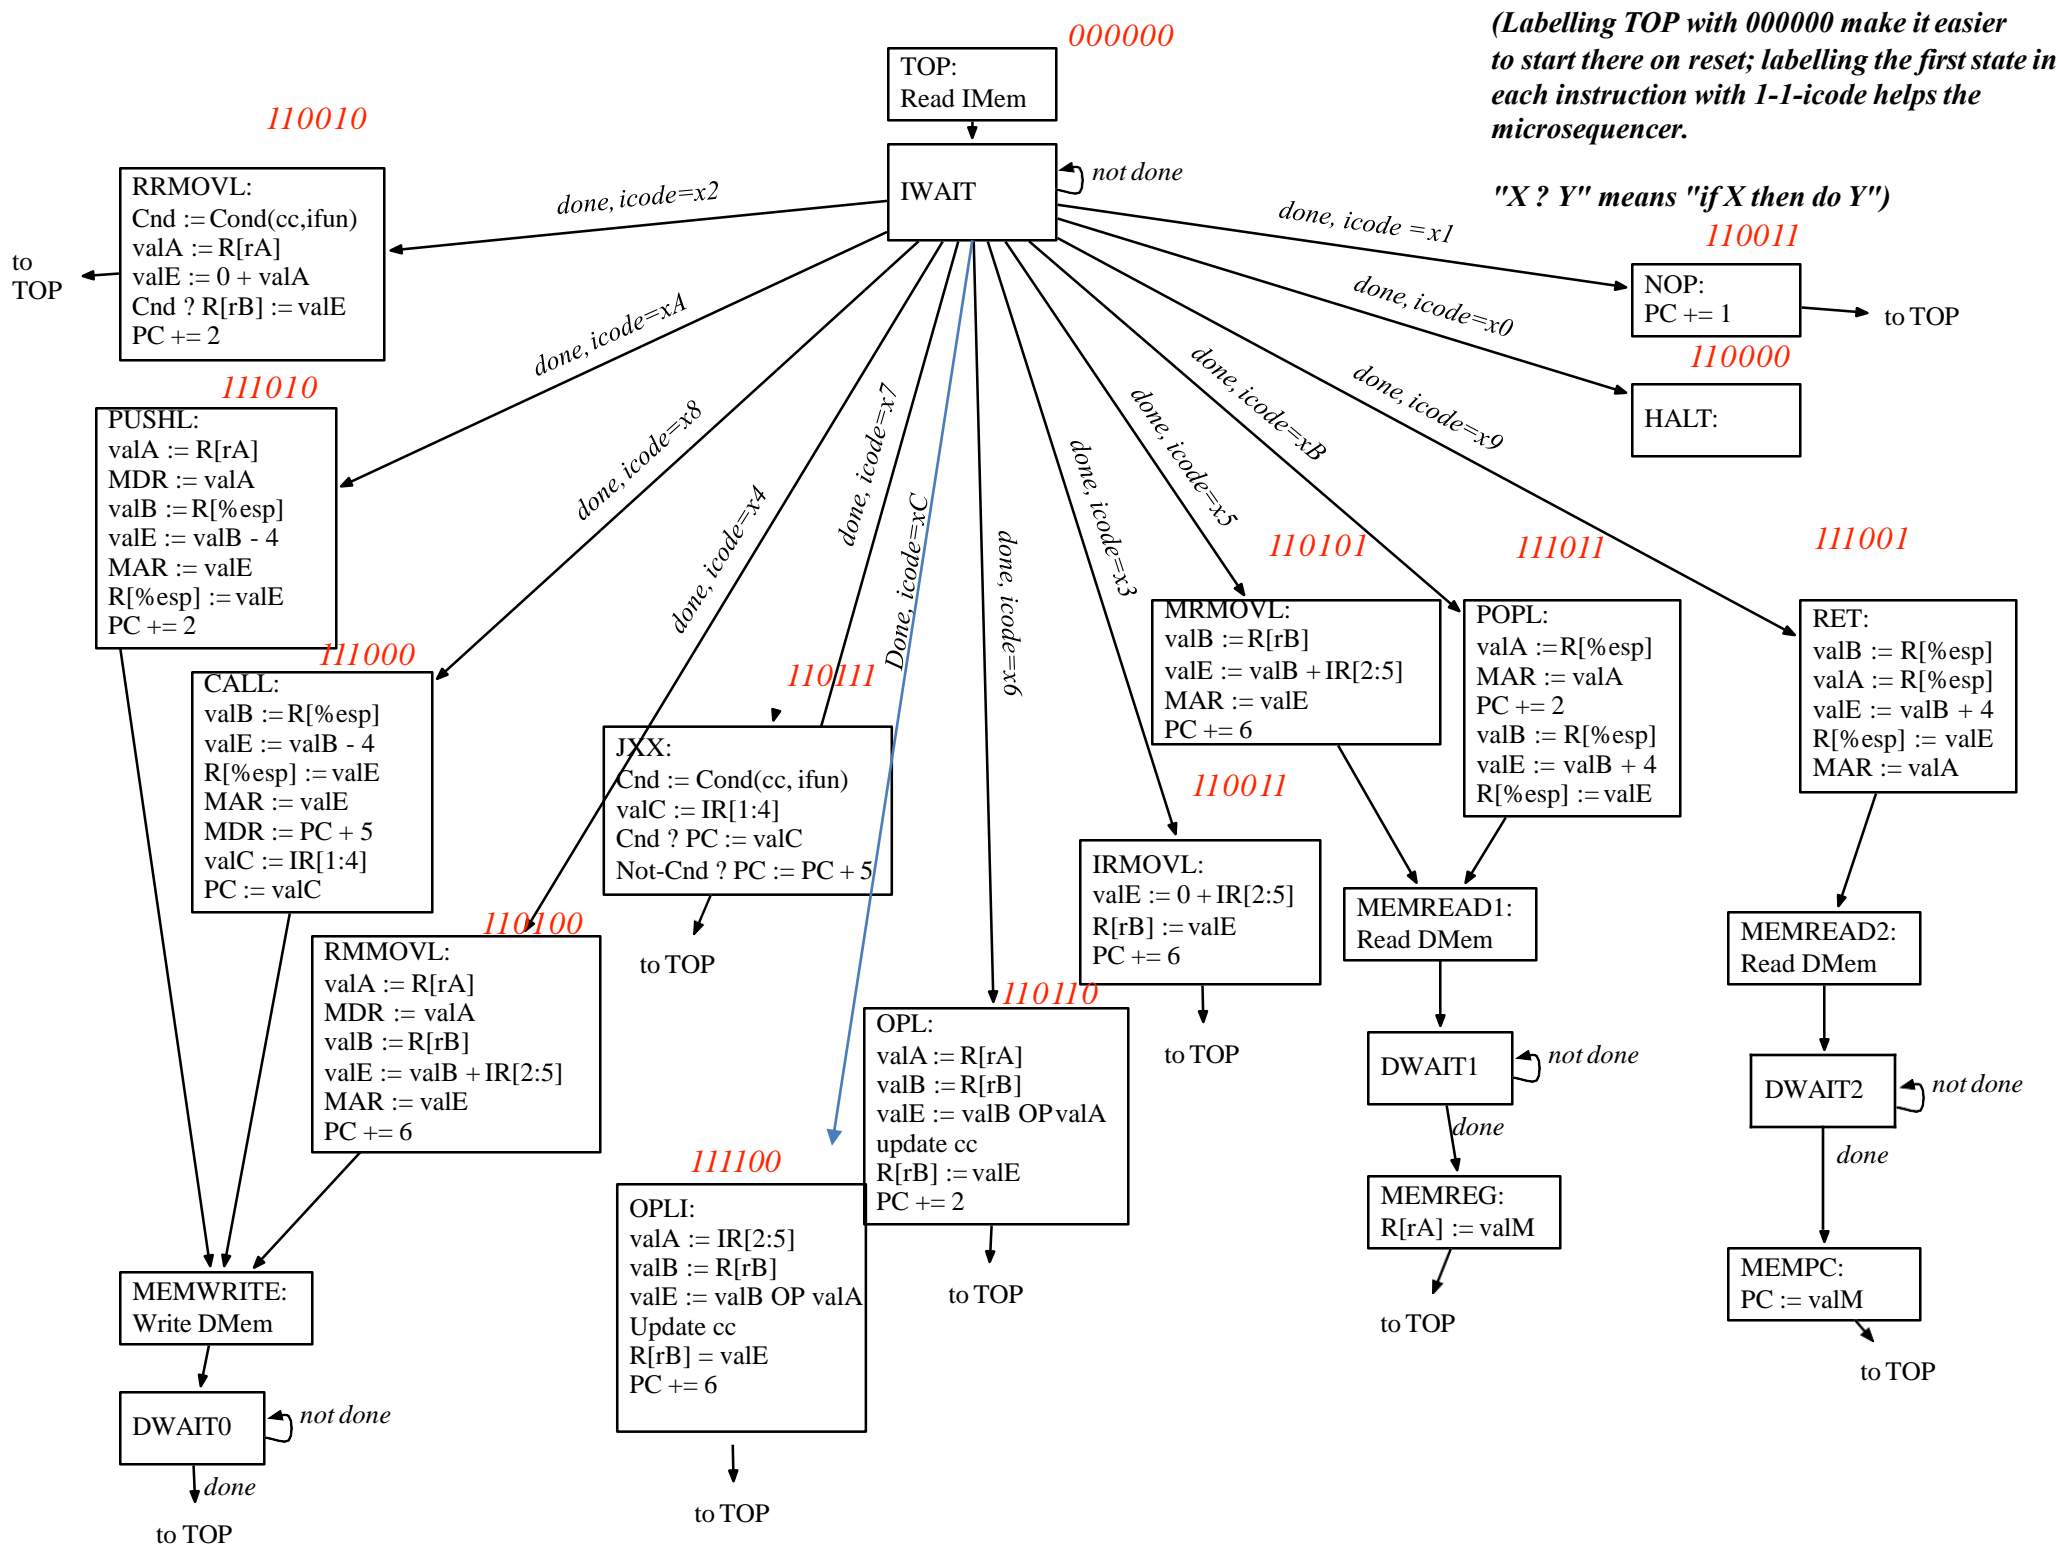 000000
(Labelling TOP with 000000 make it easier
to start there on reset; labelling the first state in
each instruction with 1-1-icode helps the
microsequencer.
"X ? Y" means "if X then do Y")
TOP:
Read IMem
IWAIT
not done
110010
RRMOVL:
Cnd := Cond(cc,ifun)
valA := R[rA]
valE := 0 + valA
Cnd ? R[rB] := valE
PC += 2
to
TOP
done, icode=x2
done, icode=xA
done, icode=x8
done, icode=x4
done, icode=x7
Done, icode=xC
done, icode=x6
done, icode=x3
done, icode=x5
done, icode=xB
done, icode=x9
done, icode=x0
done, icode =x1
110011
NOP:
PC += 1
to TOP
110000
HALT:
111010
PUSHL:
valA := R[rA]
MDR := valA
valB := R[%esp]
valE := valB - 4
MAR := valE
R[%esp] := valE
PC += 2
111000
CALL:
valB := R[%esp]
valE := valB - 4
R[%esp] := valE
MAR := valE
MDR := PC + 5
valC := IR[1:4]
PC := valC
110100
RMMOVL:
valA := R[rA]
MDR := valA
valB := R[rB]
valE := valB + IR[2:5]
MAR := valE
PC += 6
110111
JXX:
Cnd := Cond(cc, ifun)
valC := IR[1:4]
Cnd ? PC := valC
Not-Cnd ? PC := PC + 5
to TOP
111100
OPLI:
valA := IR[2:5]
valB := R[rB]
valE := valB OP valA
Update cc
R[rB] = valE
PC += 6
to TOP
110110
OPL:
valA := R[rA]
valB := R[rB]
valE := valB OP valA
update cc
R[rB] := valE
PC += 2
to TOP
110011
IRMOVL:
valE := 0 + IR[2:5]
R[rB] := valE
PC += 6
to TOP
110101
MRMOVL:
valB := R[rB]
valE := valB + IR[2:5]
MAR := valE
PC += 6
111011
POPL:
valA := R[%esp]
MAR := valA
PC += 2
valB := R[%esp]
valE := valB + 4
R[%esp] := valE
111001
RET:
valB := R[%esp]
valA := R[%esp]
valE := valB + 4
R[%esp] := valE
MAR := valA
MEMREAD1:
Read DMem
DWAIT1
not done
done
MEMREG:
R[rA] := valM
to TOP
MEMREAD2:
Read DMem
DWAIT2
not done
done
MEMPC:
PC := valM
to TOP
MEMWRITE:
Write DMem
DWAIT0
not done
done
to TOP